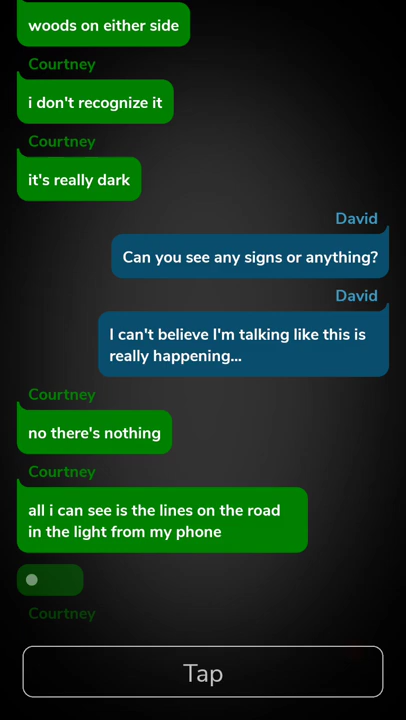 woods on either side
Courtney
i don't recognize it
Courtney
it's really dark
David
Can you see any signs or anything?
David
I can't believe I'm talking like this is
really happening...
Courtney
no there's nothing
Courtney
all i can see is the lines on the road
in the light from my phone
Courtney
Tap